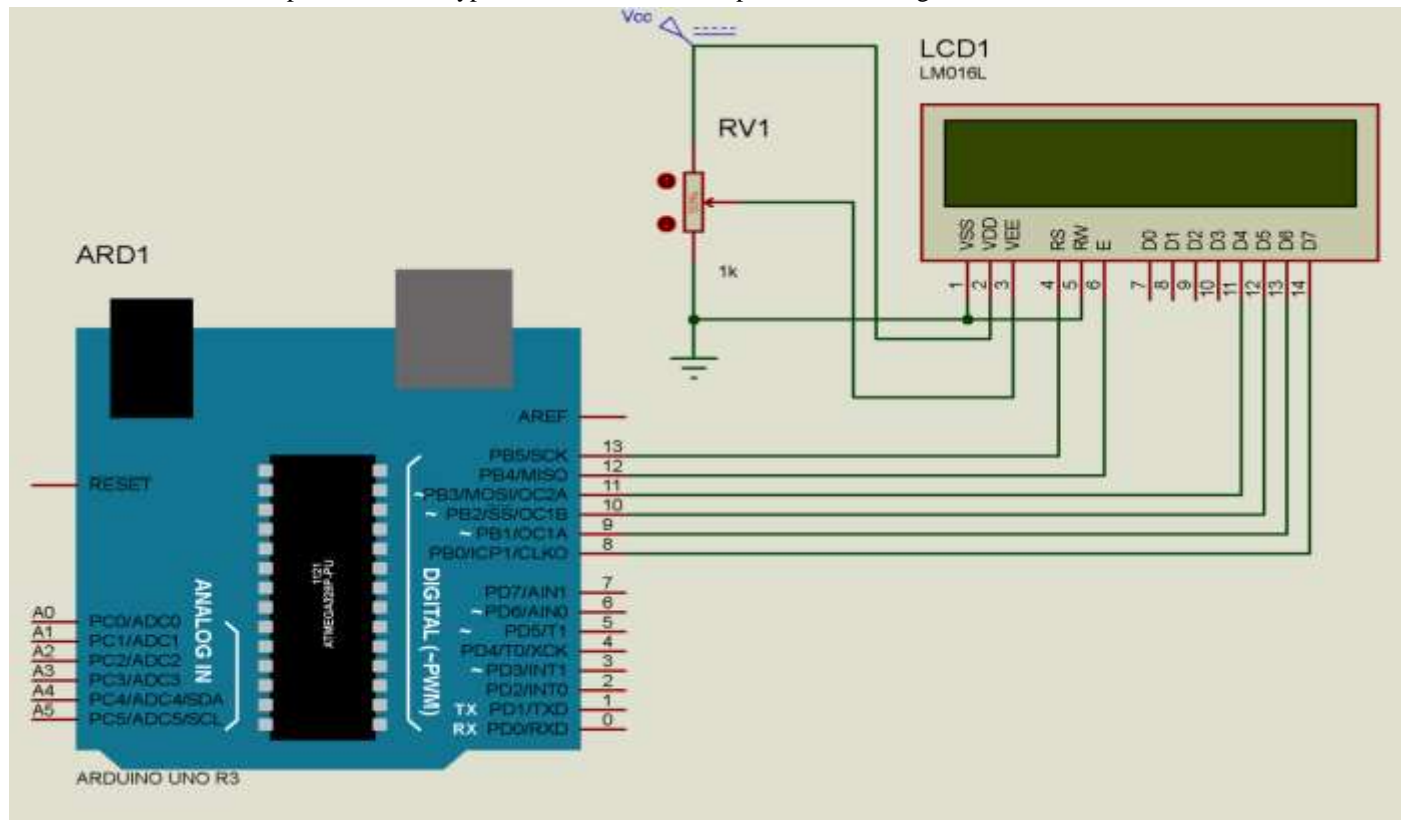 Vcc
LCD1
LM016L
RV1
1k
VSS
VDD
VEE
RS
RW
E
D0
D1
D2
D3
D4
D5
D6
D7
1
2
3
4
5
6
7
8
9
10
11
12
13
14
ARD1
AREF
RESET
PB5/SCK 13
PB4/MISO 12
~PB3/MOSI/OC2A 11
~ PB2/SS/OC1B 10
~ PB1/OC1A 9
PB0/ICP1/CLKO 8
PD7/AIN1 7
~ PD6/AIN0 6
~ PD5/T1 5
PD4/T0/XCK 4
~ PD3/INT1 3
PD2/INT0 2
TX PD1/TXD 1
RX PD0/RXD 0
DIGITAL (~PWM)
1121
ATMEGA328P-PU
ANALOG IN
A0 PC0/ADC0
A1 PC1/ADC1
A2 PC2/ADC2
A3 PC3/ADC3
A4 PC4/ADC4/SDA
A5 PC5/ADC5/SCL
ARDUINO UNO R3